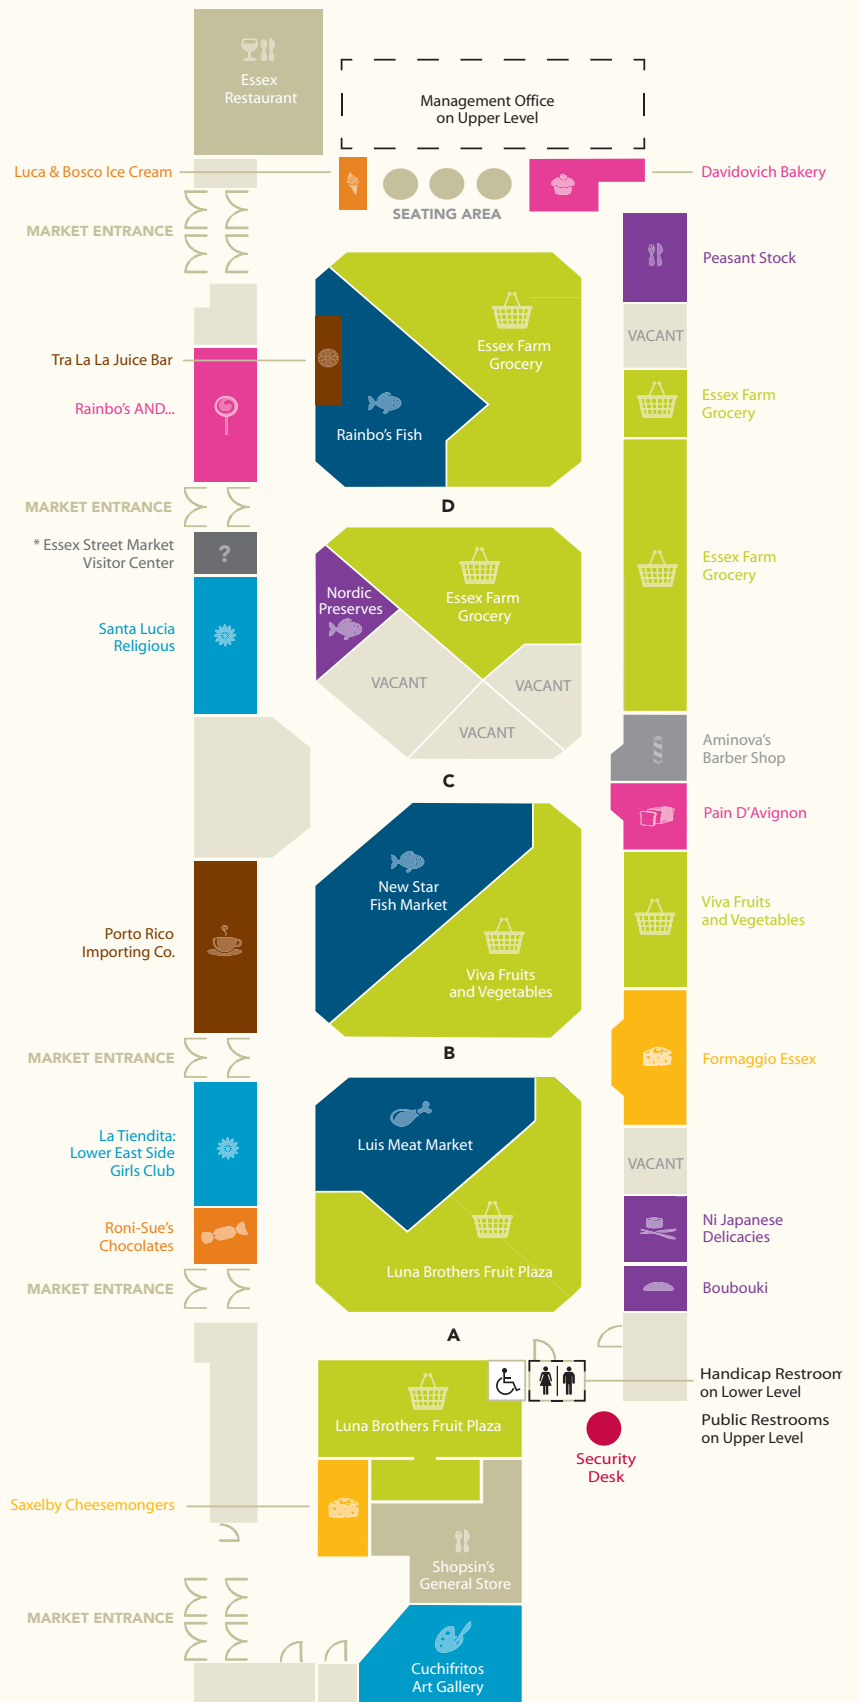 Essex
Restaurant
Management Office
on Upper Level
Luca & Bosco Ice Cream
Davidovich Bakery
SEATING AREA
MARKET ENTRANCE
Peasant Stock
VACANT
Essex Farm
Grocery
Tra La La Juice Bar
Rainbo's AND...
Rainbo's Fish
Essex Farm
Grocery
MARKET ENTRANCE
D
* Essex Street Market
Visitor Center
?
Essex Farm
Grocery
Nordic
Preserves
Essex Farm
Grocery
Santa Lucia
Religious
VACANT
VACANT
VACANT
Aminova's
Barber Shop
C
Pain D'Avignon
New Star
Fish Market
Viva Fruits
and Vegetables
Porto Rico
Importing Co.
Viva Fruits
and Vegetables
MARKET ENTRANCE
B
Formaggio Essex
La Tiendita:
Lower East Side
Girls Club
Luis Meat Market
VACANT
Roni-Sue's
Chocolates
Ni Japanese
Delicacies
Luna Brothers Fruit Plaza
MARKET ENTRANCE
Boubouki
A
Handicap Restroom
on Lower Level
Luna Brothers Fruit Plaza
Public Restrooms
on Upper Level
Security
Desk
Saxelby Cheesemongers
Shopsin's
General Store
MARKET ENTRANCE
Cuchifritos
Art Gallery